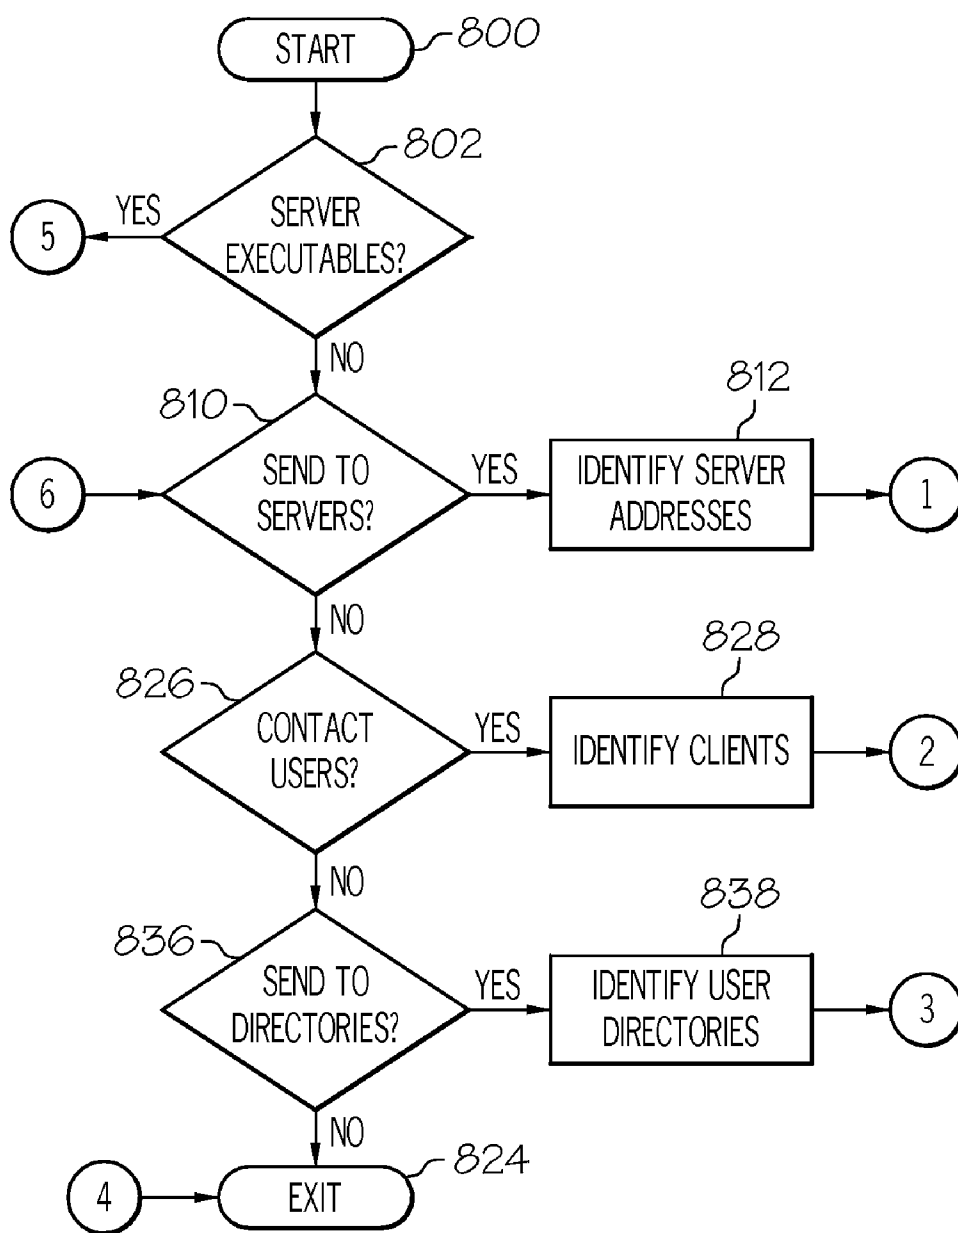 START
800
802
SERVER
EXECUTABLES?
YES
5
NO
810
SEND TO
SERVERS?
6
YES
812
IDENTIFY SERVER
ADDRESSES
1
NO
826
CONTACT
USERS?
YES
828
IDENTIFY CLIENTS
2
NO
836
SEND TO
DIRECTORIES?
YES
838
IDENTIFY USER
DIRECTORIES
3
NO
4
EXIT
824